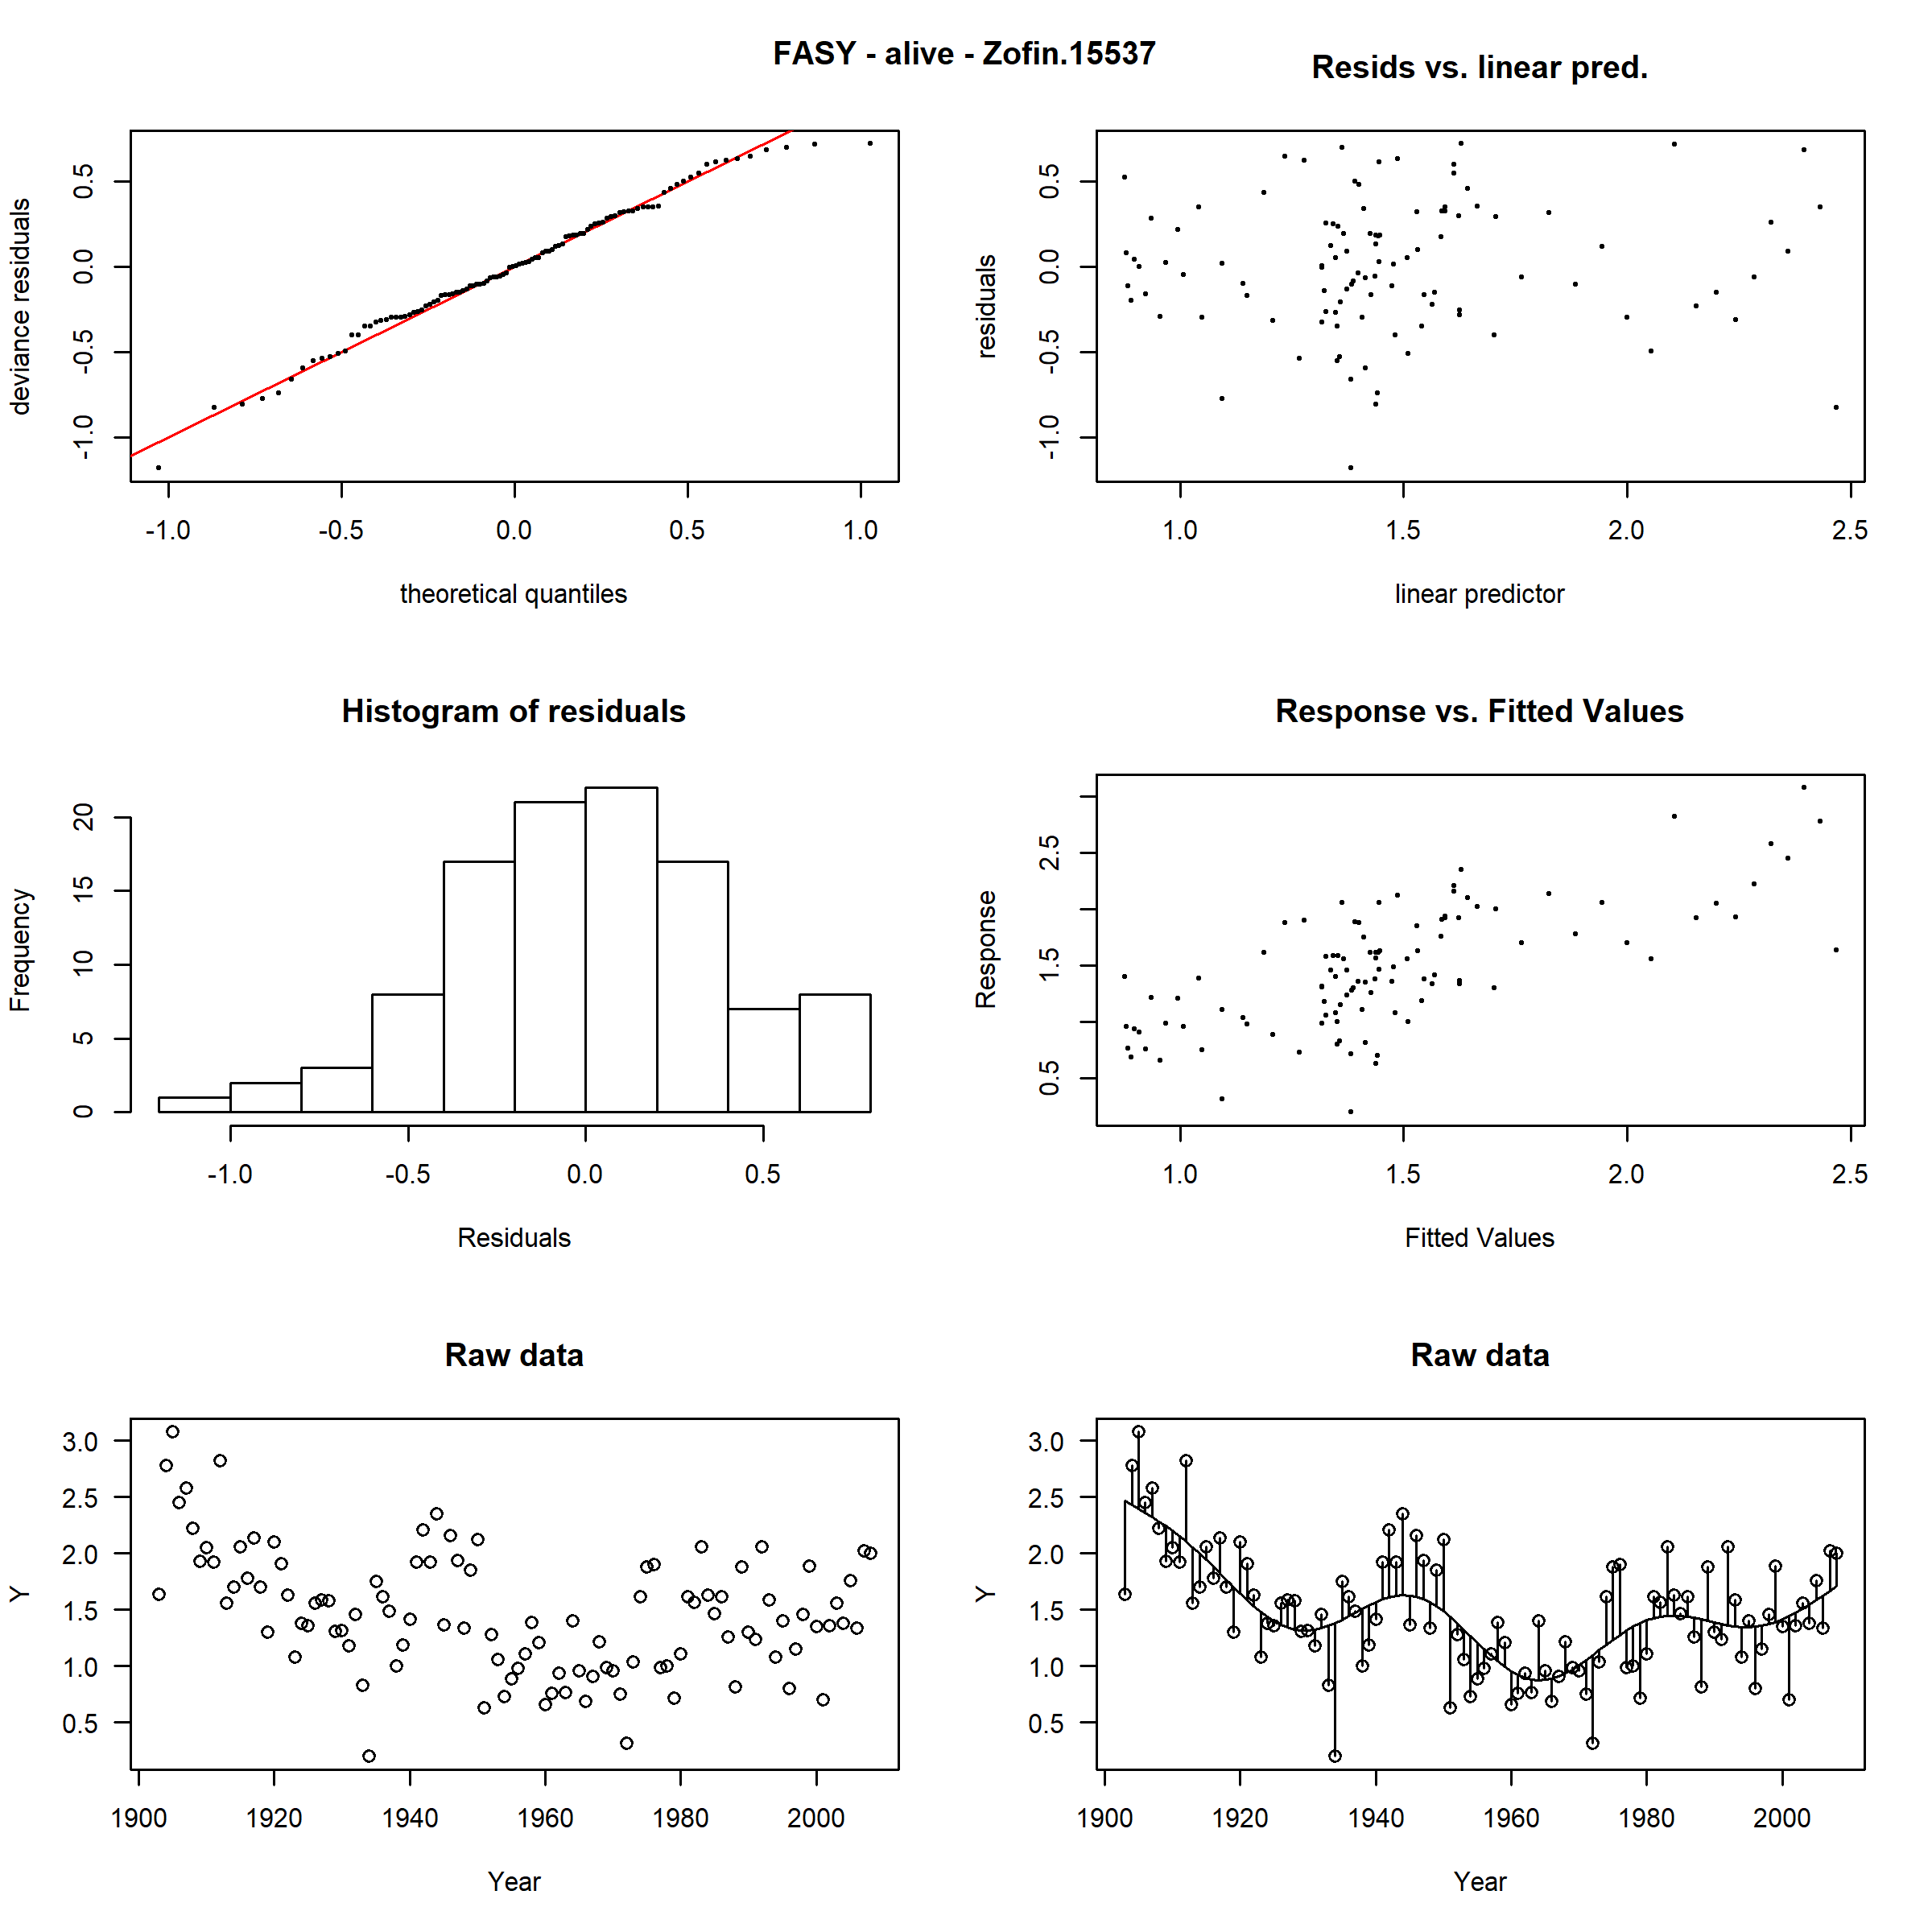 FASY - alive - Zofin.15537
Resids vs. linear pred.
deviance residuals
-1.0 -0.5 0.0 0.5
-1.0 -0.5 0.0 0.5 1.0
theoretical quantiles
residuals
-1.0 -0.5 0.0 0.5
1.0 1.5 2.0 2.5
linear predictor
Histogram of residuals
Frequency
0 5 10 15 20
-1.0 -0.5 0.0 0.5
Residuals
Response vs. Fitted Values
Response
0.5 1.5 2.5
1.0 1.5 2.0 2.5
Fitted Values
Raw data
Y
3.0
2.5
2.0
1.5
1.0
0.5
1900 1920 1940 1960 1980 2000
Year
Raw data
Y
3.0
2.5
2.0
1.5
1.0
0.5
1900 1920 1940 1960 1980 2000
Year